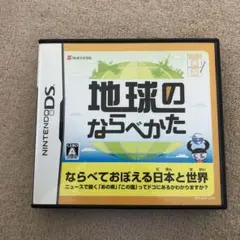 NINTENDO DS
地球の
ならべかた
A
ならべておぼえる日本と世界
ニュースで聞く「あの県」「この国」ってドコにあるかわかりますか？